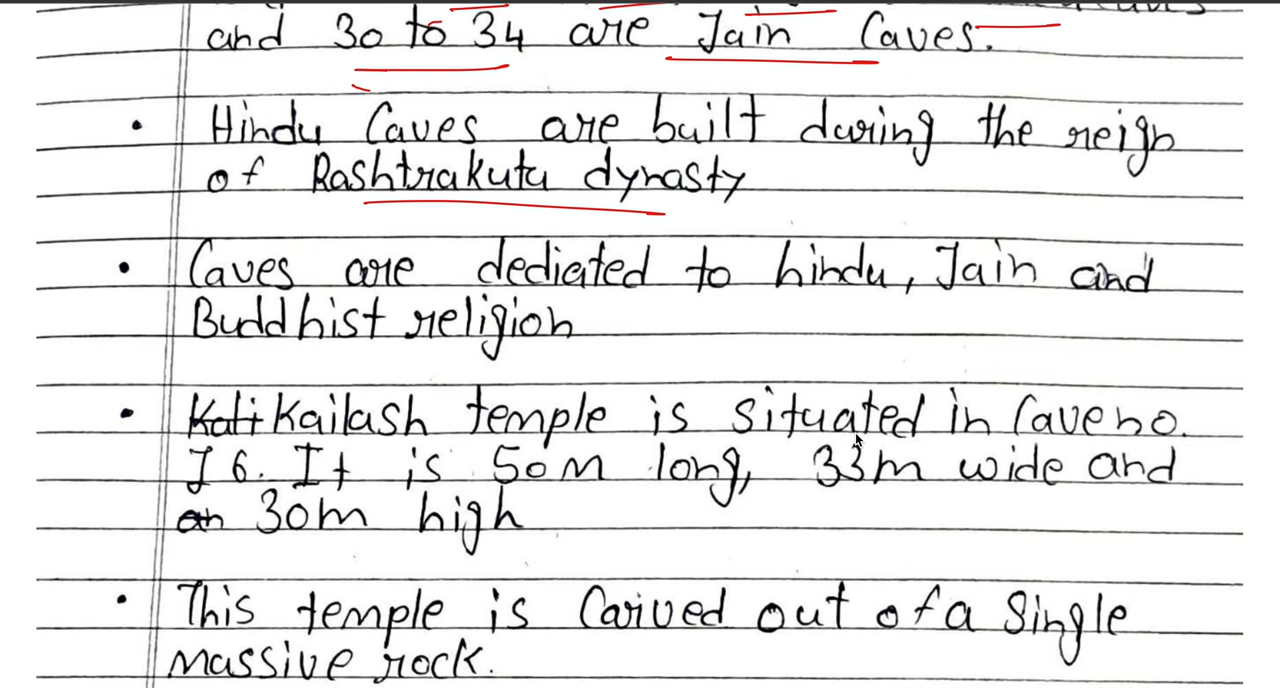 and 30 to 34 are Jain Caves.
• Hindu Caves are built during the reign
of Rashtrakuta dynasty
• Caves are dediated to hindu, Jain and
Buddhist religion
• Kailash temple is situated in Cave no.
16. It is 50m long, 33m wide and
30m high
• This temple is Carived out of a Single
massive rock.